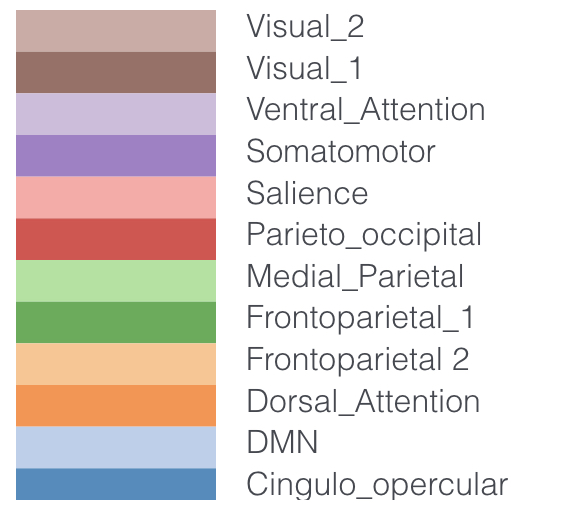 Visual_2
Visual_1
Ventral_Attention
Somatomotor
Salience
Parieto_occipital
Medial_Parietal
Frontoparietal_1
Frontoparietal 2
Dorsal_Attention
DMN
Cingulo_opercular